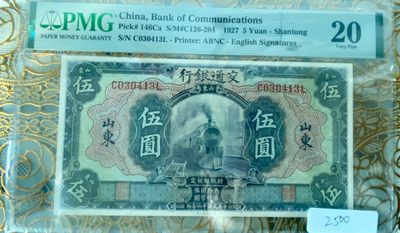 PMG
PAPER MONEY GUARANTY
China, Bank of Communications
Pick# 146Ca S/M#C126-204 1927 5 Yuan - Shantung
S/N C030413L - Printer: ABNC - English Signatures
20
Very Fine
行銀通交
C030413L
C030413L
伍
伍
山東
伍圓
伍圓
山東
伍
伍
2500